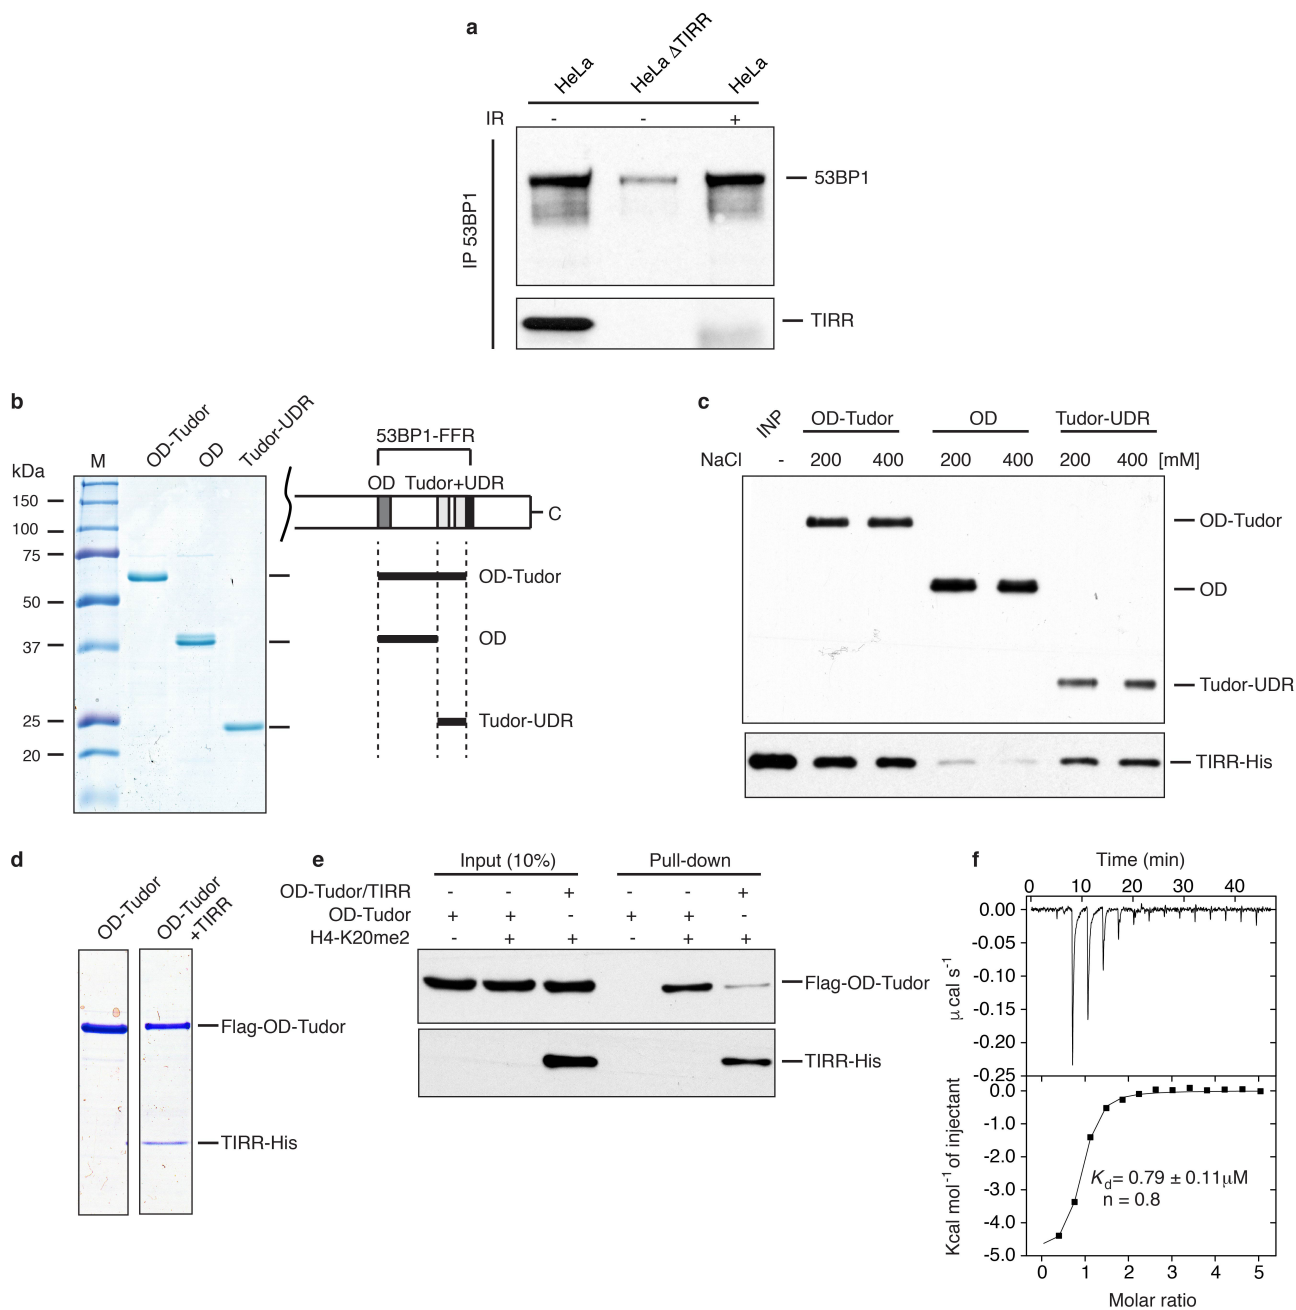 a
HeLa
HeLa ΔTIRR
HeLa
IR - - +
IP 53BP1
53BP1
TIRR
b
kDa
M
OD-Tudor
OD
Tudor-UDR
150
100
75
50
37
25
20
53BP1-FFR
OD Tudor+UDR
C
OD-Tudor
OD
Tudor-UDR
c
INP
OD-Tudor OD Tudor-UDR
NaCl - 200 400 200 400 200 400 [mM]
OD-Tudor
OD
Tudor-UDR
TIRR-His
d
OD-Tudor
OD-Tudor
+TIRR
Flag-OD-Tudor
TIRR-His
e
Input (10%) Pull-down
OD-Tudor/TIRR - - + - - +
OD-Tudor + + - + + -
H4-K20me2 - + + - + +
Flag-OD-Tudor
TIRR-His
f
Time (min)
0 10 20 30 40
0.00
-0.05
-0.10
-0.15
-0.20
-0.25
μcal s⁻¹
0.0
-1.0
-2.0
-3.0
-4.0
-5.0
Kcal mol⁻¹ of injectant
Kd= 0.79 ± 0.11μM
n = 0.8
0 1 2 3 4 5
Molar ratio